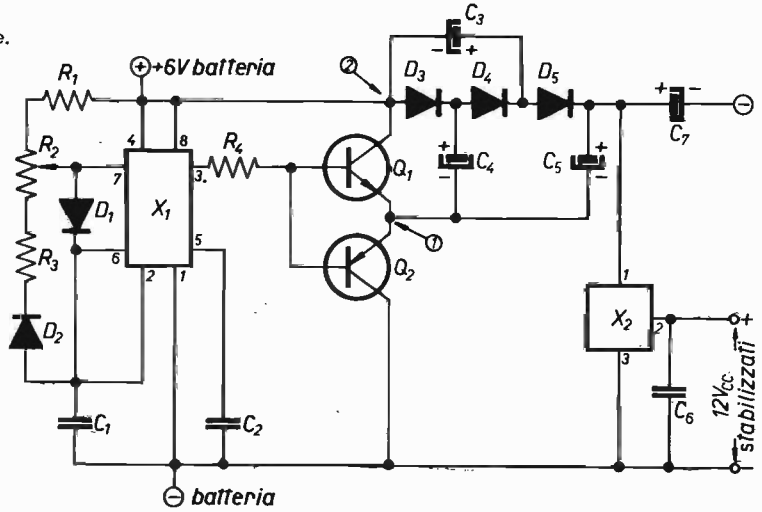 e.
C3
⊕ +6V batteria
②
R1
D3 D4 D5
+ -
- +
⊖
R2
4 8
R4
C7
7 3.
Q1
+ -
C4
+ -
C5
D1
X1
①
6 5
R3
2 1
Q2
1
D2
X2
2
+
3
C1
C2
C6
12Vcc
stabilizzati
-
⊖ batteria